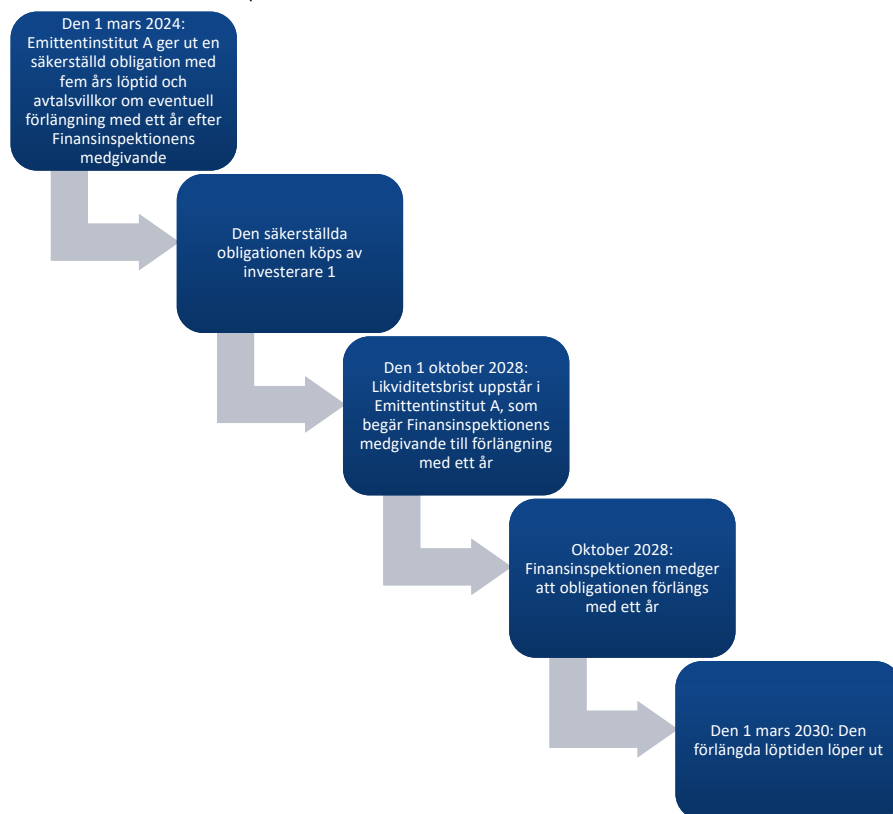 Den 1 mars 2024:
Emittentinstitut A ger ut en
säkerställd obligation med
fem års löptid och
avtalsvillkor om eventuell
förlängning med ett år efter
Finansinspektionens
medgivande
Den säkerställda
obligationen köps av
investerare 1
Den 1 oktober 2028:
Likviditetsbrist uppstår i
Emittentinstitut A, som
begär Finansinspektionens
medgivande till förlängning
med ett år
Oktober 2028:
Finansinspektionen medger
att obligationen förlängs
med ett år
Den 1 mars 2030: Den
förlängda löptiden löper ut